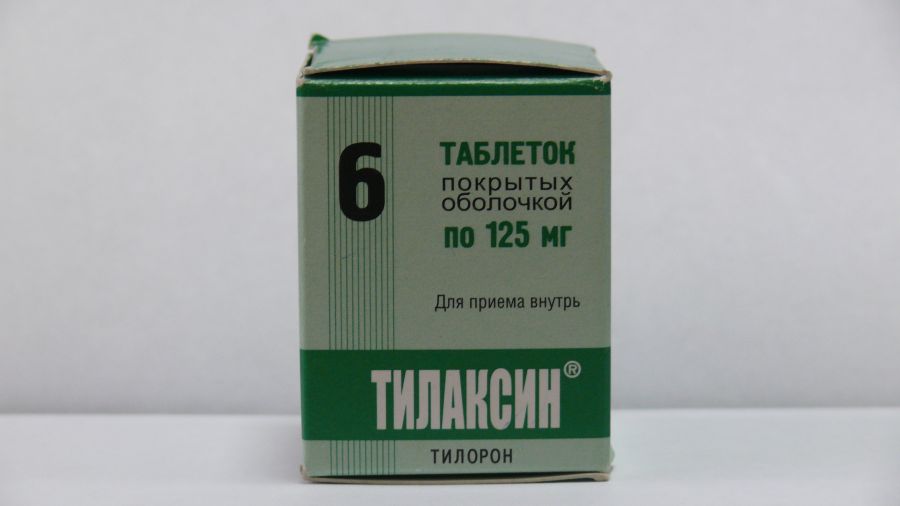 6
ТАБЛЕТОК
покрытых
оболочкой
по 125 мг
Для приема внутрь
ТИЛАКСИН®
ТИЛОРОН